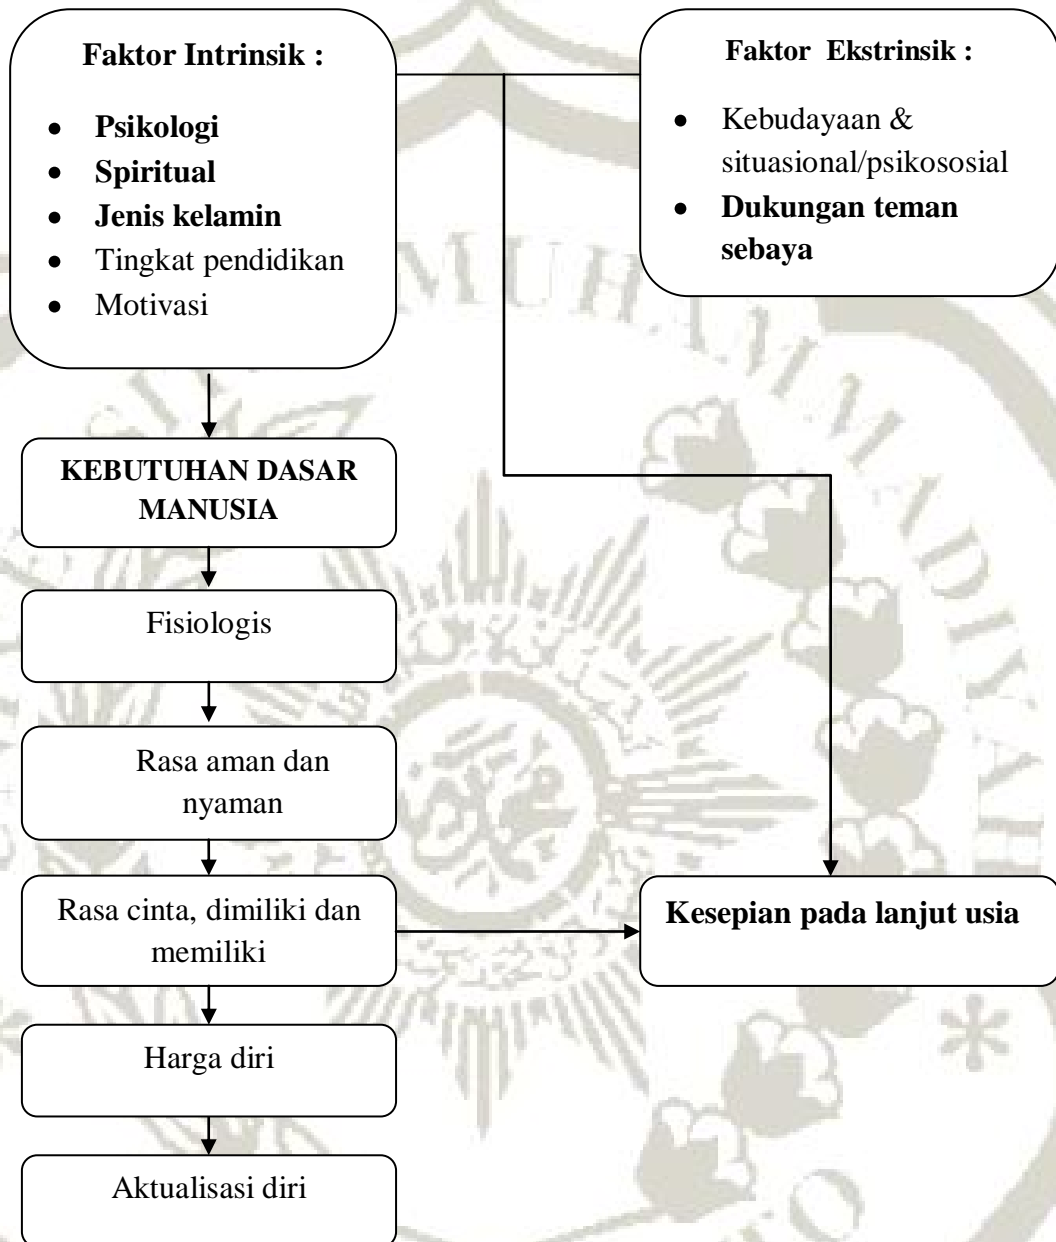 Faktor Intrinsik :
• Psikologi
• Spiritual
• Jenis kelamin
• Tingkat pendidikan
• Motivasi
Faktor Ekstrinsik :
• Kebudayaan &
situasional/psikososial
• Dukungan teman
sebaya
KEBUTUHAN DASAR
MANUSIA
Fisiologis
Rasa aman dan
nyaman
Rasa cinta, dimiliki dan
memiliki
Kesepian pada lanjut usia
Harga diri
Aktualisasi diri
MUHAMMADIYAH